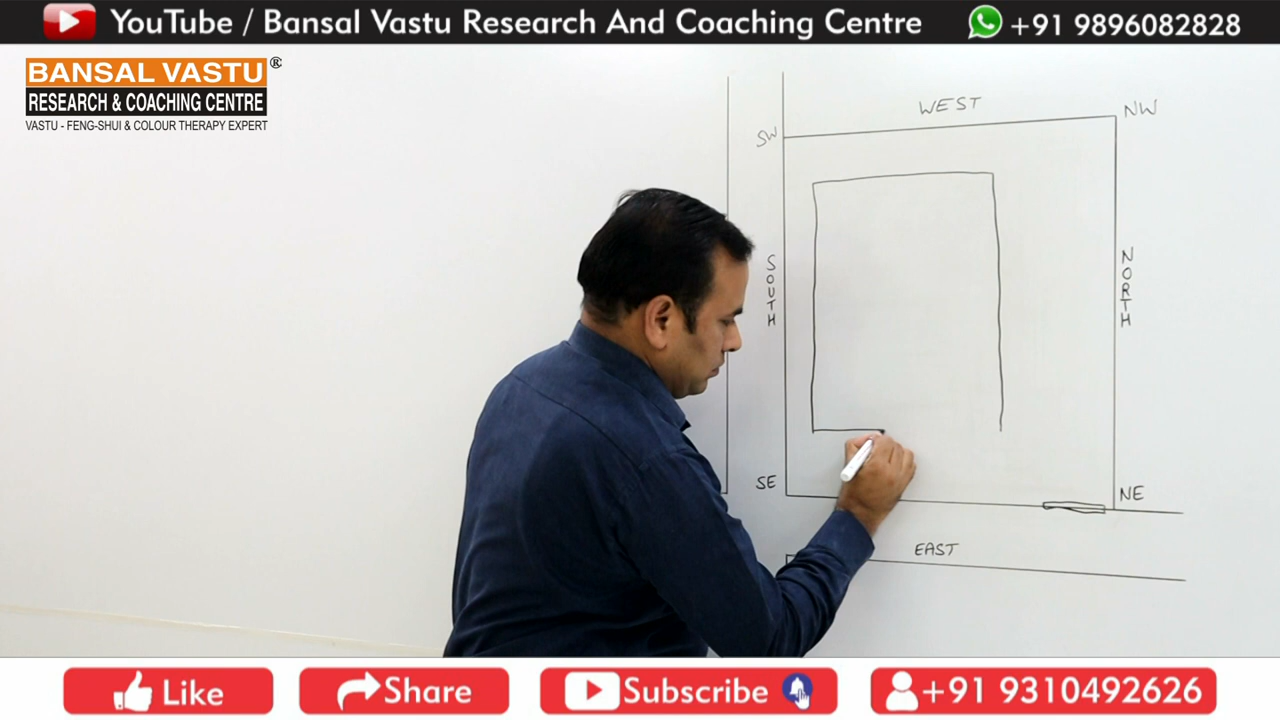 YouTube / Bansal Vastu Research And Coaching Centre
+91 9896082828
BANSAL VASTU®
RESEARCH & COACHING CENTRE
VASTU - FENG-SHUI & COLOUR THERAPY EXPERT
WEST
NW
SW
SOUTH
NORTH
SE
NE
EAST
Like
Share
Subscribe
+91 9310492626